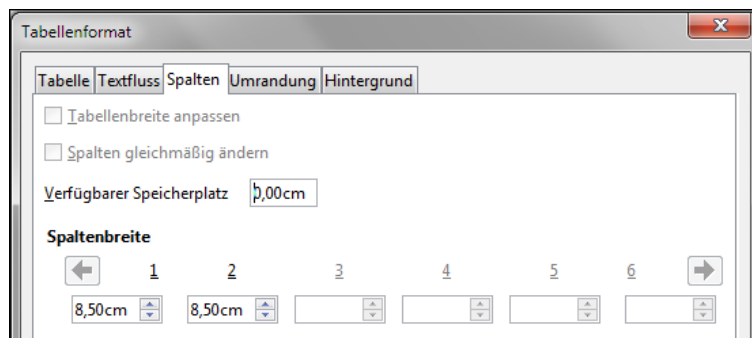 Tabellenformat
Tabelle Textfluss Spalten Umrandung Hintergrund
Tabellenbreite anpassen
Spalten gleichmäßig ändern
Verfügbarer Speicherplatz 0,00cm
Spaltenbreite
1 2 3 4 5 6
8,50cm 8,50cm